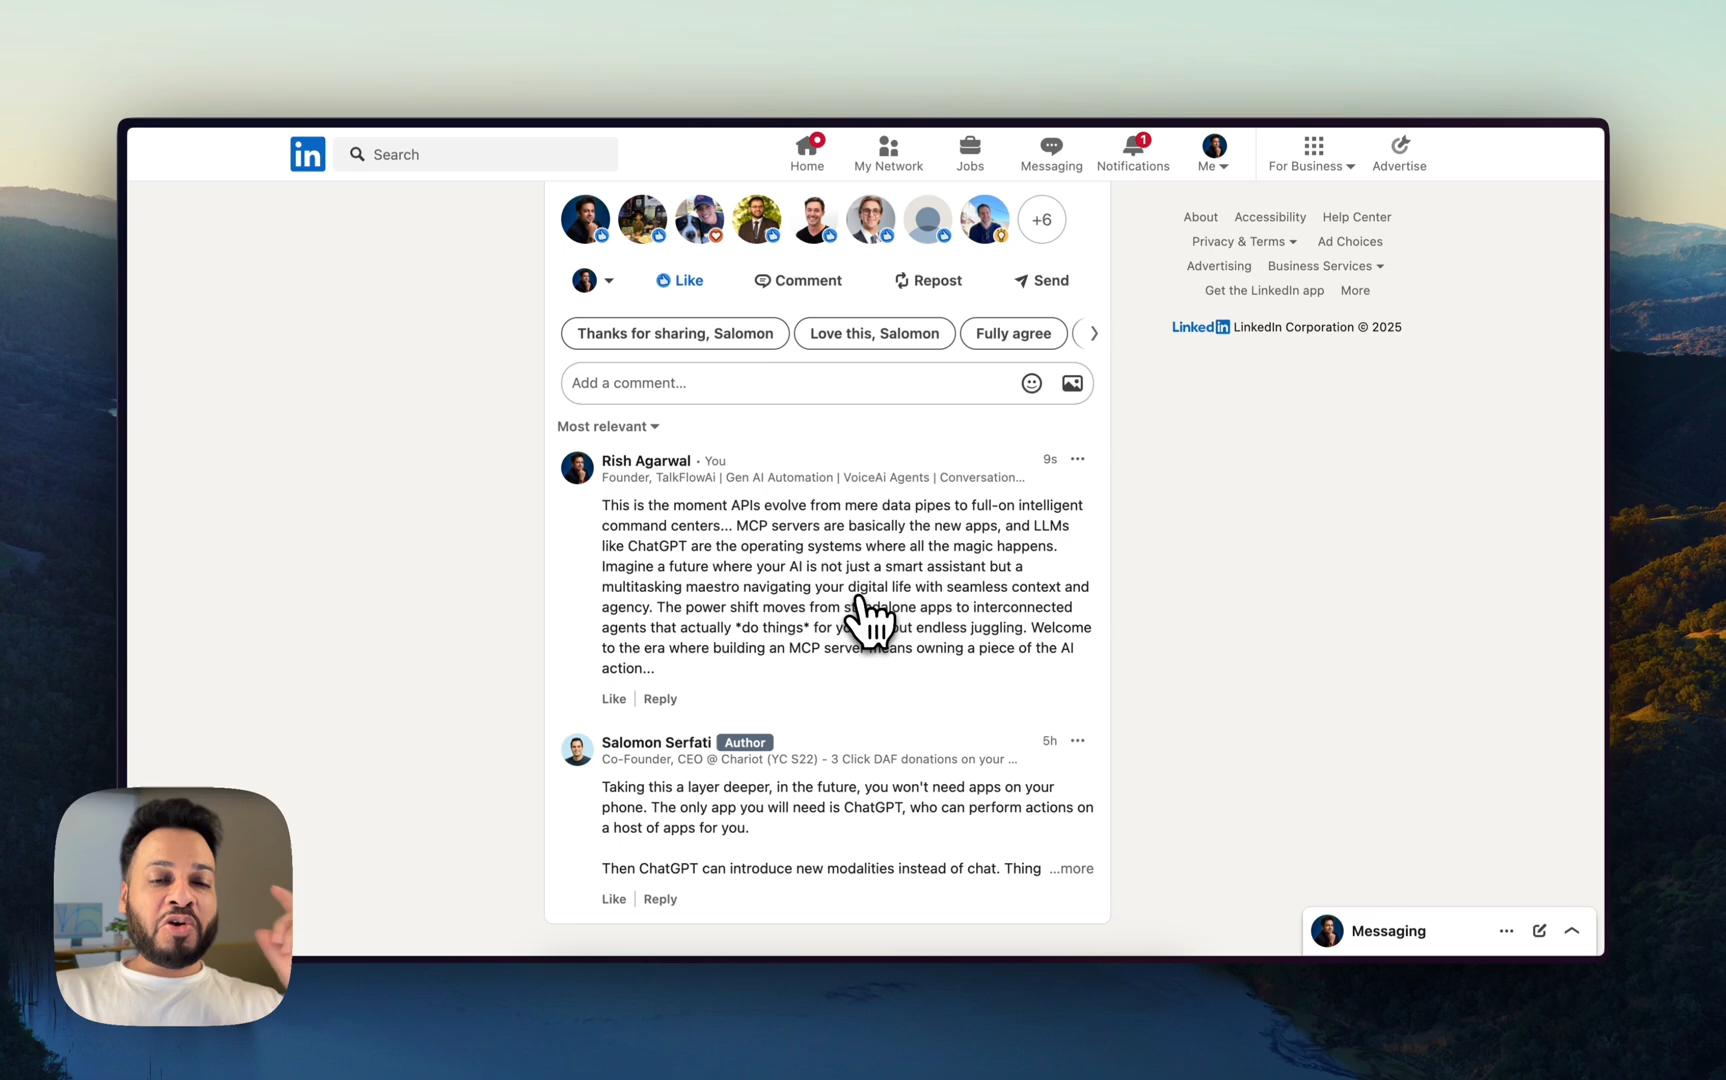 in
Search
Home
My Network
Jobs
Messaging
1
Notifications
Me
For Business
Advertise
+6
Like
Comment
Repost
Send
Thanks for sharing, Salomon
Love this, Salomon
Fully agree
Add a comment...
Most relevant
Rish Agarwal • You
9s
Founder, TalkFlowAi | Gen AI Automation | VoiceAi Agents | Conversation...
This is the moment APIs evolve from mere data pipes to full-on intelligent
command centers... MCP servers are basically the new apps, and LLMs
like ChatGPT are the operating systems where all the magic happens.
Imagine a future where your AI is not just a smart assistant but a
multitasking maestro navigating your digital life with seamless context and
agency. The power shift moves from standalone apps to interconnected
agents that actually *do things* for endless juggling. Welcome
to the era where building an MCP server means owning a piece of the AI
action...
Like
Reply
Salomon Serfati
Author
5h
Co-Founder, CEO @ Chariot (YC S22) - 3 Click DAF donations on your ...
Taking this a layer deeper, in the future, you won't need apps on your
phone. The only app you will need is ChatGPT, who can perform actions on
a host of apps for you.
Then ChatGPT can introduce new modalities instead of chat. Thing ...more
Like
Reply
About
Accessibility
Help Center
Privacy & Terms
Ad Choices
Advertising
Business Services
Get the LinkedIn app
More
LinkedIn LinkedIn Corporation © 2025
Messaging